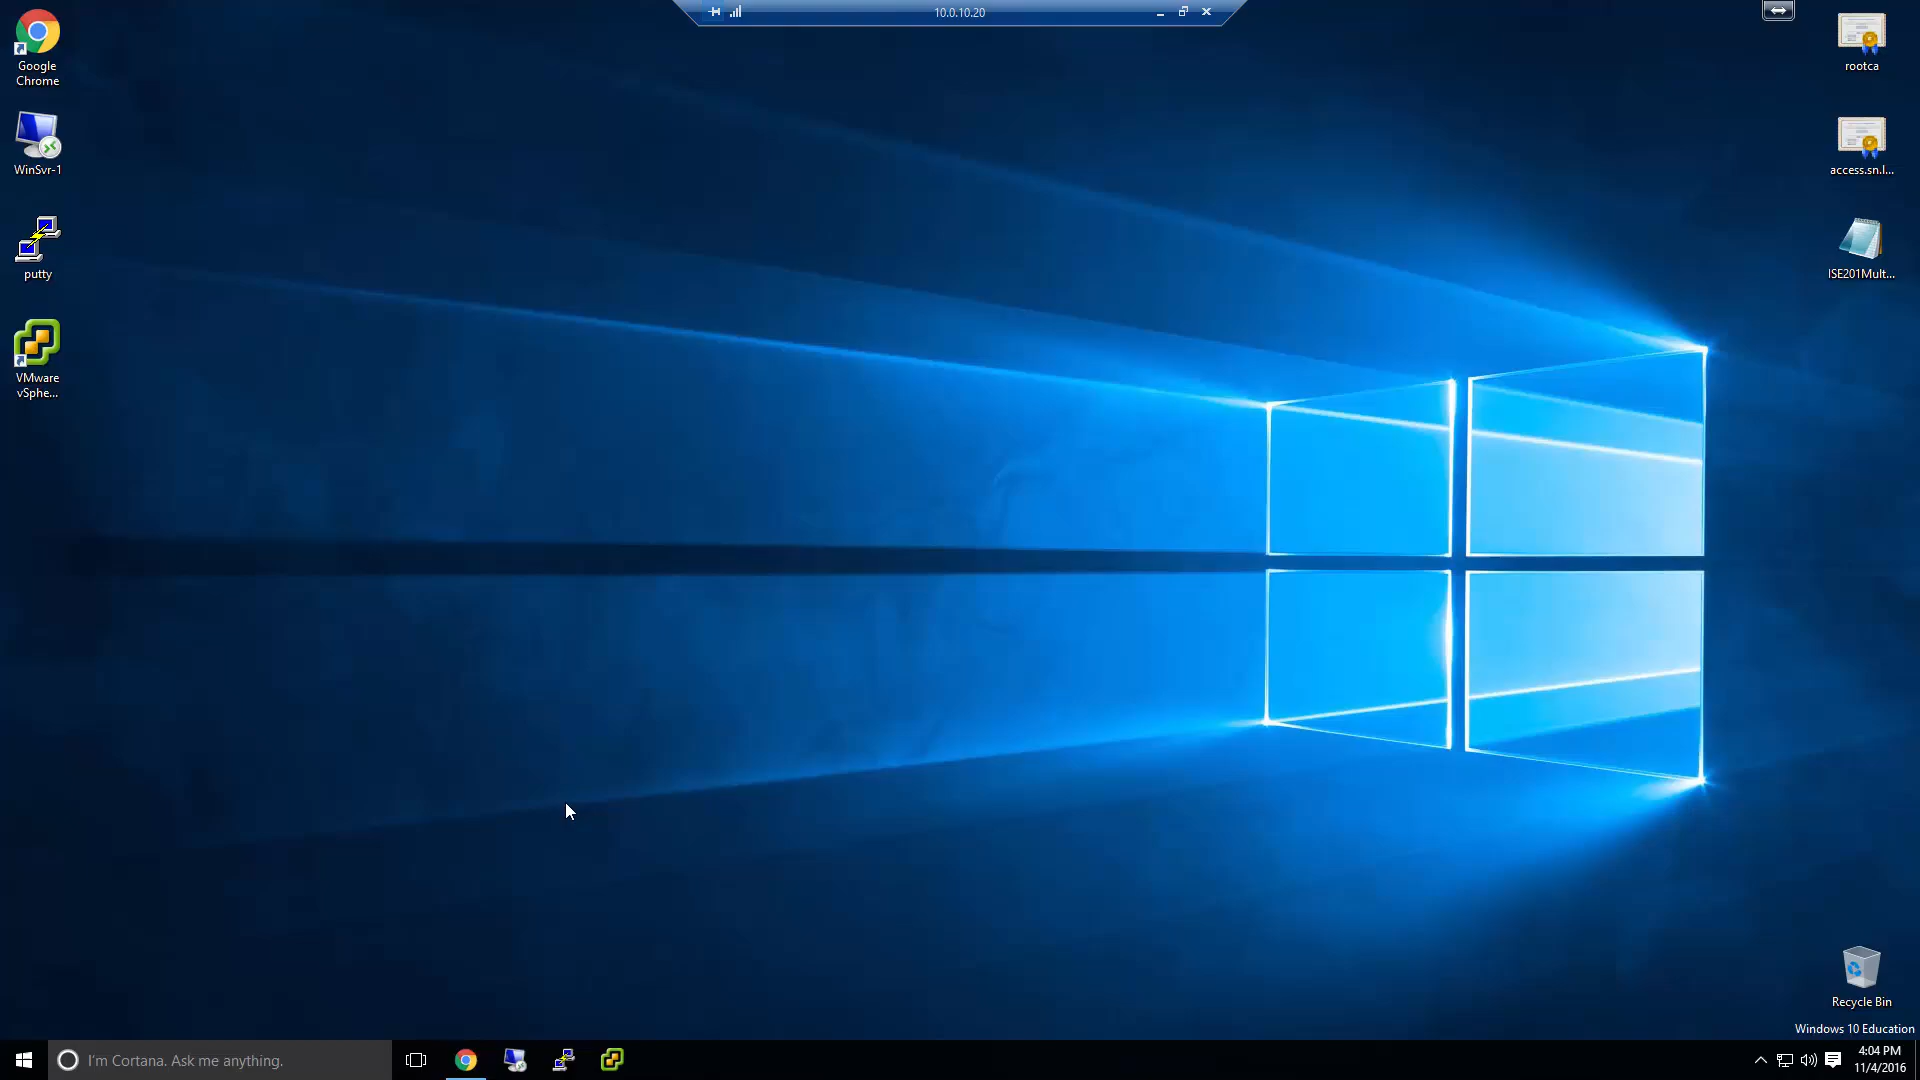 10.0.10.20
Google
Chrome
WinSvr-1
putty
VMware
vSphe...
rootca
access.sn.l...
ISE201Mult...
Recycle Bin
Windows 10 Education
I'm Cortana. Ask me anything.
4:04 PM
11/4/2016